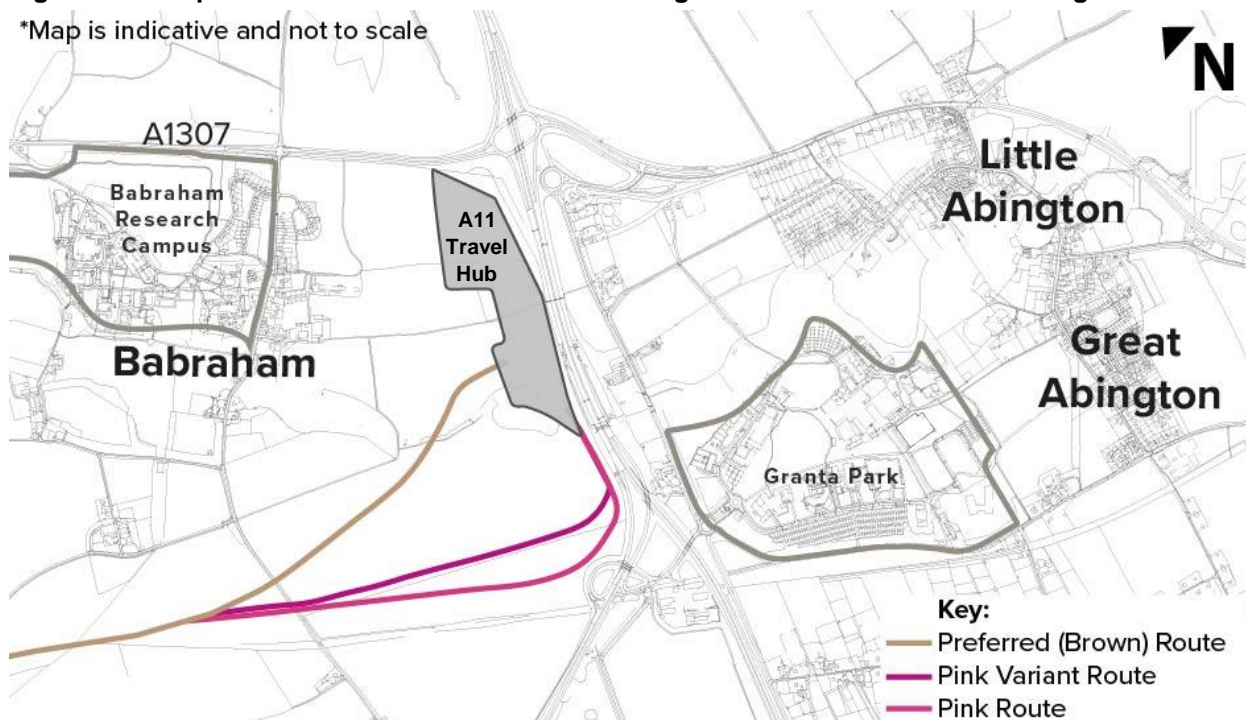 *Map is indicative and not to scale
N
A1307
Babraham
Research
Campus
A11
Travel
Hub
Little
Abington
Babraham
Great
Abington
Granta Park
Key:
Preferred (Brown) Route
Pink Variant Route
Pink Route